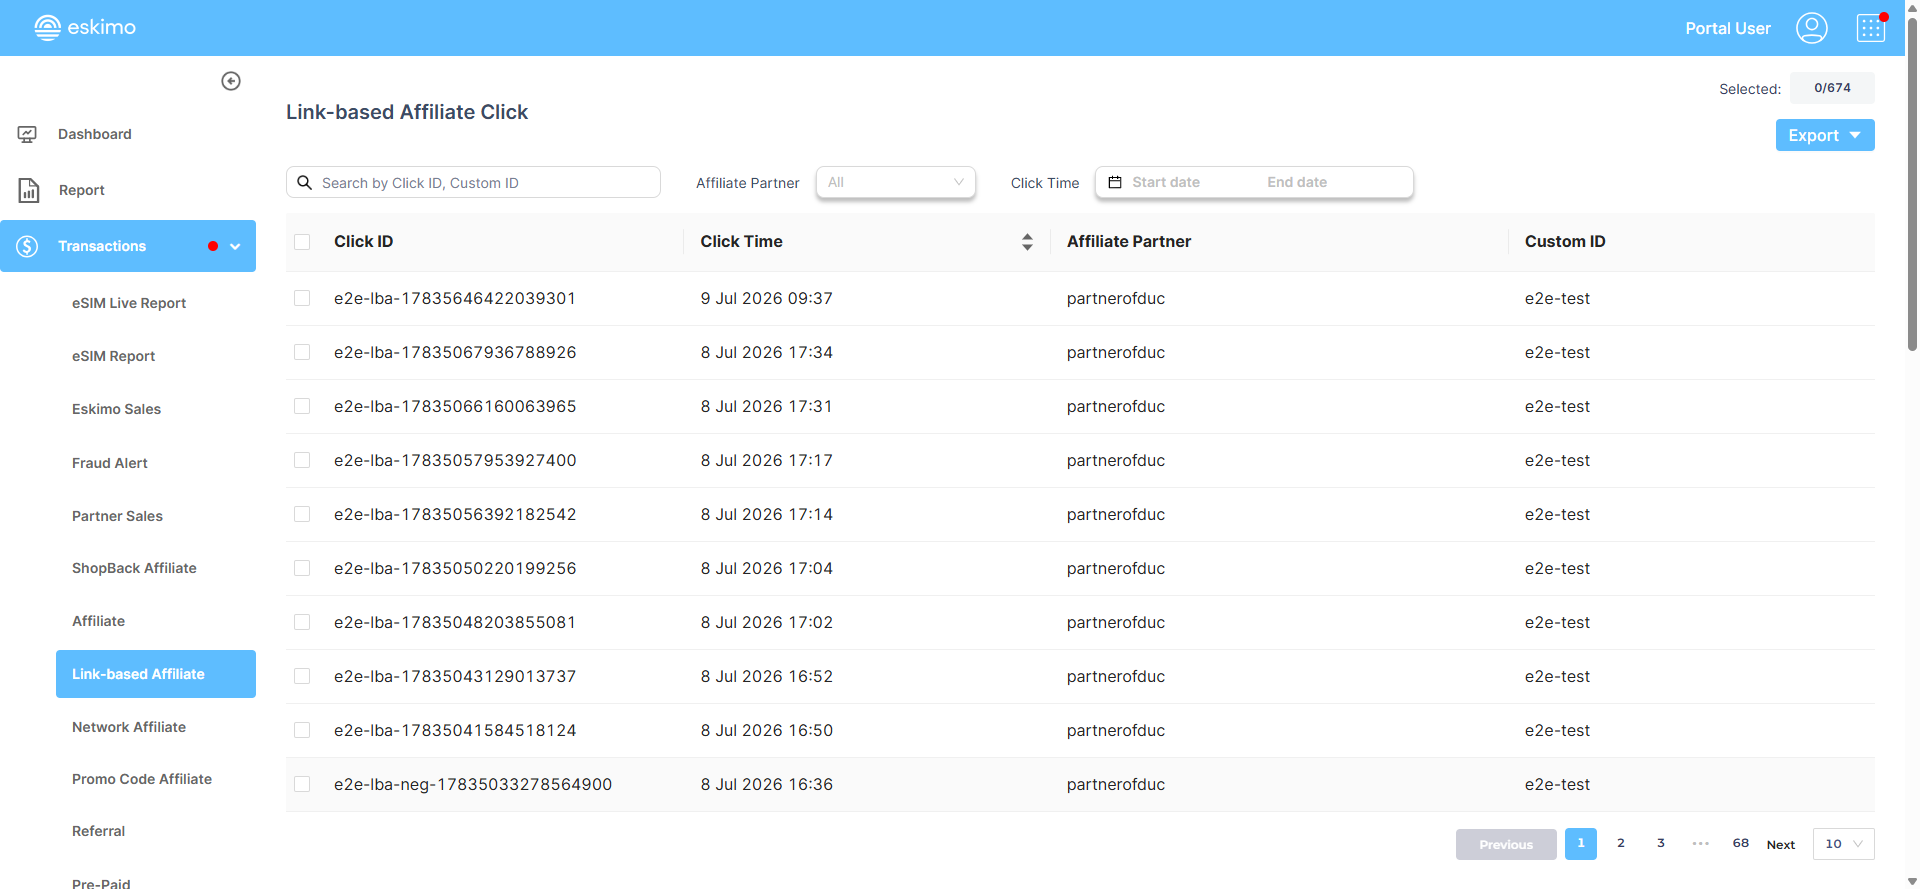 eskimo
Portal User
Selected: 0/674
Link-based Affiliate Click
Export
Dashboard
Report
Transactions
eSIM Live Report
eSIM Report
Eskimo Sales
Fraud Alert
Partner Sales
ShopBack Affiliate
Affiliate
Link-based Affiliate
Network Affiliate
Promo Code Affiliate
Referral
Pre-Paid
Search by Click ID, Custom ID
Affiliate Partner All
Click Time Start date End date
Click ID Click Time Affiliate Partner Custom ID
e2e-lba-17835646422039301 9 Jul 2026 09:37 partnerofduc e2e-test
e2e-lba-17835067936788926 8 Jul 2026 17:34 partnerofduc e2e-test
e2e-lba-17835066160063965 8 Jul 2026 17:31 partnerofduc e2e-test
e2e-lba-17835057953927400 8 Jul 2026 17:17 partnerofduc e2e-test
e2e-lba-17835056392182542 8 Jul 2026 17:14 partnerofduc e2e-test
e2e-lba-17835050220199256 8 Jul 2026 17:04 partnerofduc e2e-test
e2e-lba-17835048203855081 8 Jul 2026 17:02 partnerofduc e2e-test
e2e-lba-17835043129013737 8 Jul 2026 16:52 partnerofduc e2e-test
e2e-lba-17835041584518124 8 Jul 2026 16:50 partnerofduc e2e-test
e2e-lba-neg-17835033278564900 8 Jul 2026 16:36 partnerofduc e2e-test
Previous 1 2 3 ••• 68 Next 10